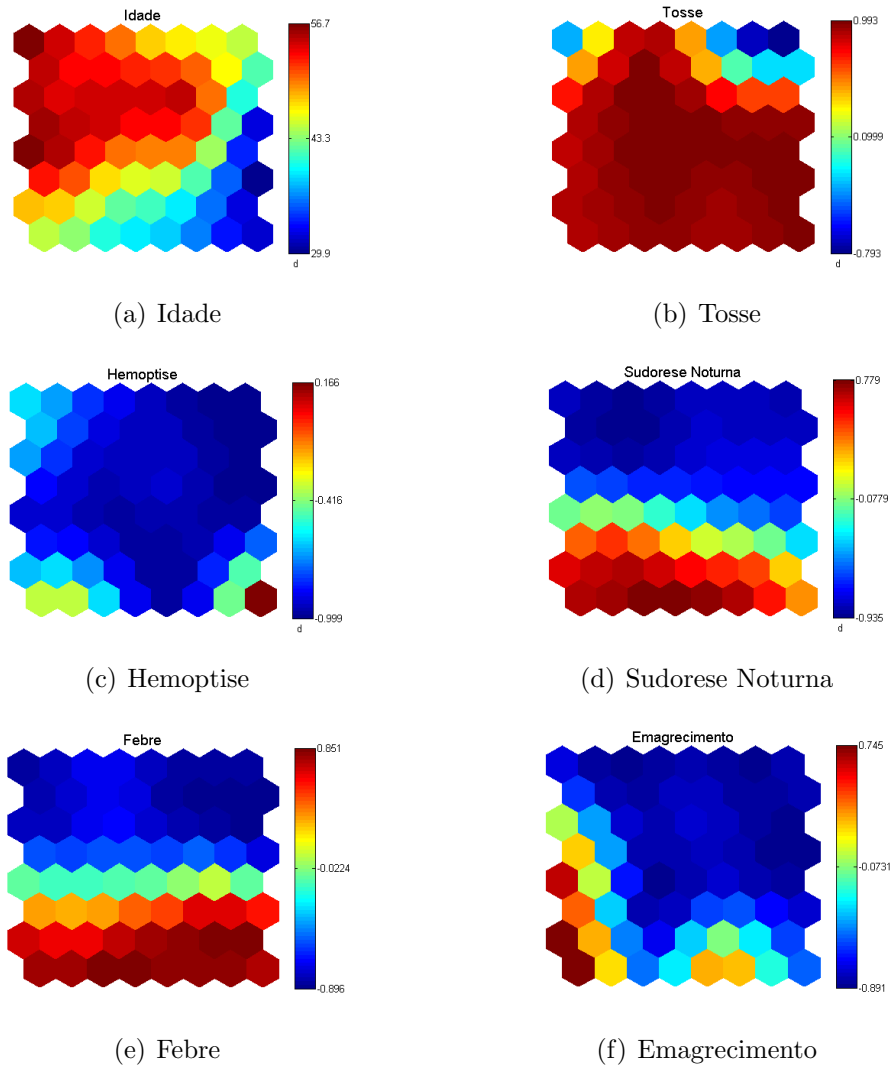 Idade
56.7
43.3
29.9
d
(a) Idade
Tosse
0.993
0.0999
-0.793
d
(b) Tosse
Hemoptise
0.166
-0.416
-0.999
d
(c) Hemoptise
Sudorese Noturna
0.779
-0.0779
-0.935
d
(d) Sudorese Noturna
Febre
0.851
-0.0224
-0.896
(e) Febre
Emagrecimento
0.745
-0.0731
-0.891
(f) Emagrecimento